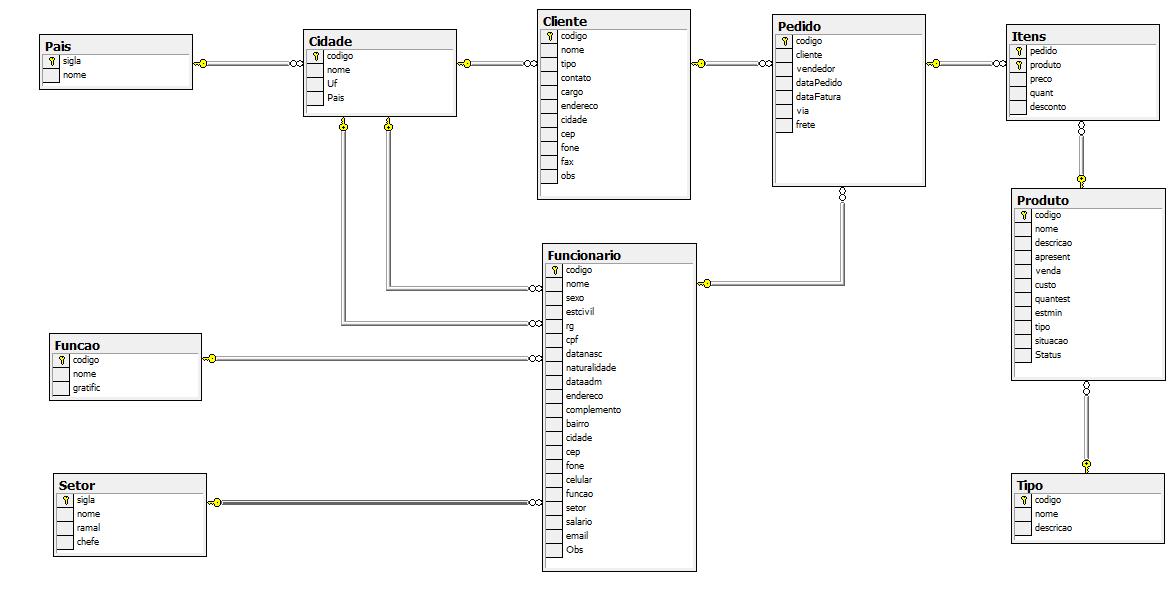 Pais
sigla
nome
Cidade
codigo
nome
Uf
Pais
Cliente
codigo
nome
tipo
contato
cargo
endereco
cidade
cep
fone
fax
obs
Pedido
codigo
cliente
vendedor
dataPedido
dataFatura
via
frete
Itens
pedido
produto
preco
quant
desconto
Produto
codigo
nome
descricao
apresent
venda
custo
quantest
estmin
tipo
situacao
Status
Funcionario
codigo
nome
sexo
estcivil
rg
cpf
datanasc
naturalidade
dataadm
endereco
complemento
bairro
cidade
cep
fone
celular
funcao
setor
salario
email
Obs
Funcao
codigo
nome
gratific
Setor
sigla
nome
ramal
chefe
Tipo
codigo
nome
descricao